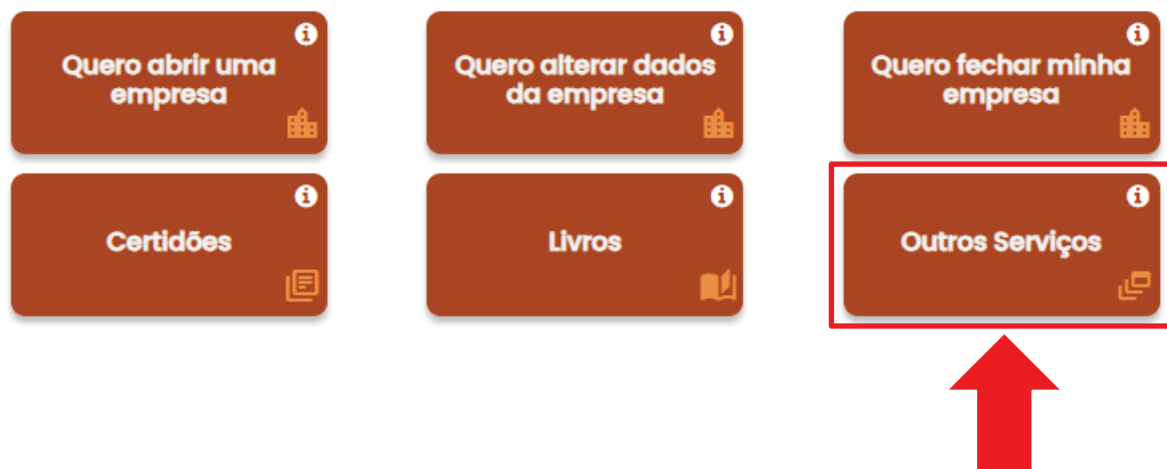 Quero abrir uma
empresa
Quero alterar dados
da empresa
Quero fechar minha
empresa
Certidões
Livros
Outros Serviços